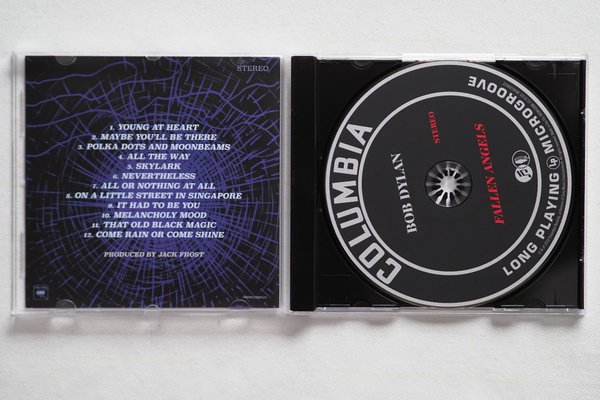 STEREO
1. YOUNG AT HEART
2. MAYBE YOU'LL BE THERE
3. POLKA DOTS AND MOONBEAMS
4. ALL THE WAY
5. SKYLARK
6. NEVERTHELESS
7. ALL OR NOTHING AT ALL
8. ON A LITTLE STREET IN SINGAPORE
9. IT HAD TO BE YOU
10. MELANCHOLY MOOD
11. THAT OLD BLACK MAGIC
12. COME RAIN OR COME SHINE
PRODUCED BY JACK FROST
COLUMBIA
LONG PLAYING Lp MICROGROOVE
BOB DYLAN
STEREO
FALLEN ANGELS